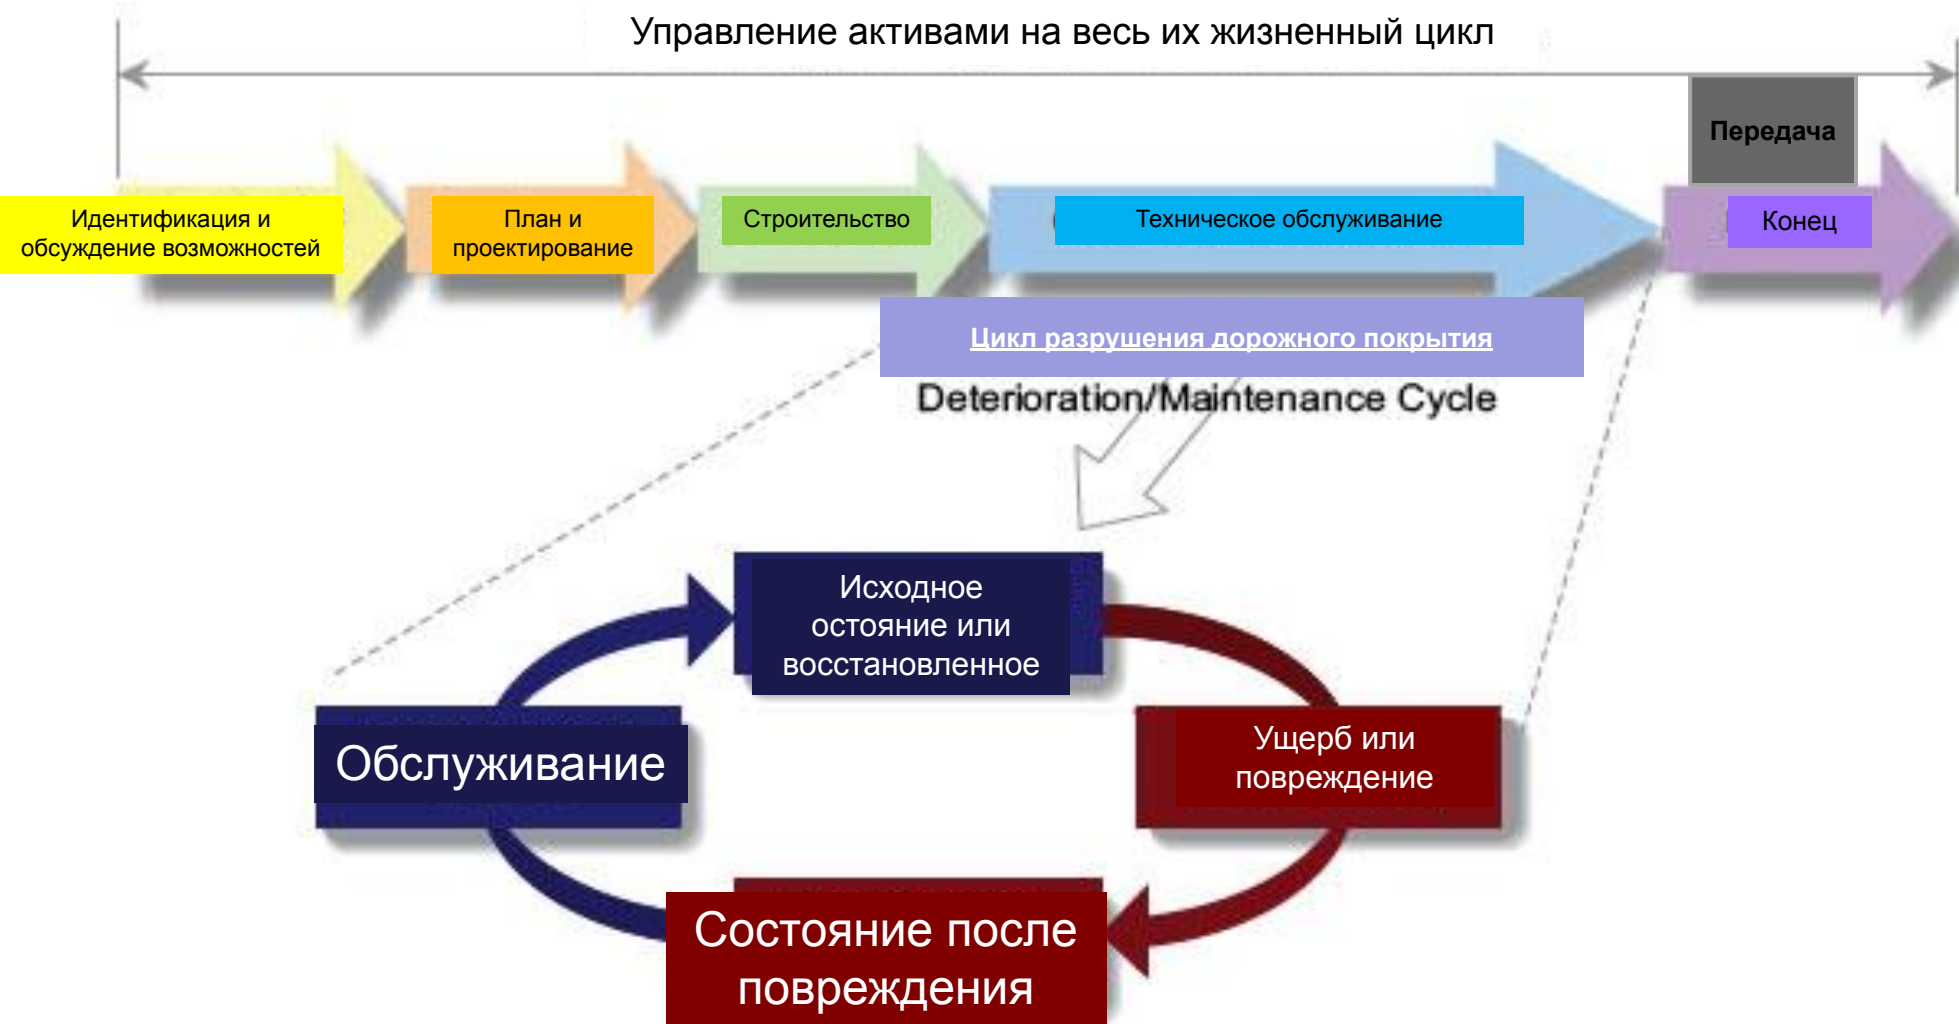 Управление активами на весь их жизненный цикл
Передача
Идентификация и
обсуждение возможностей
План и
проектирование
Строительство
Техническое обслуживание
Конец
Цикл разрушения дорожного покрытия
Deterioration/Maintenance Cycle
Исходное
остояние или
восстановленное
Обслуживание
Ущерб или
повреждение
Состояние после
повреждения